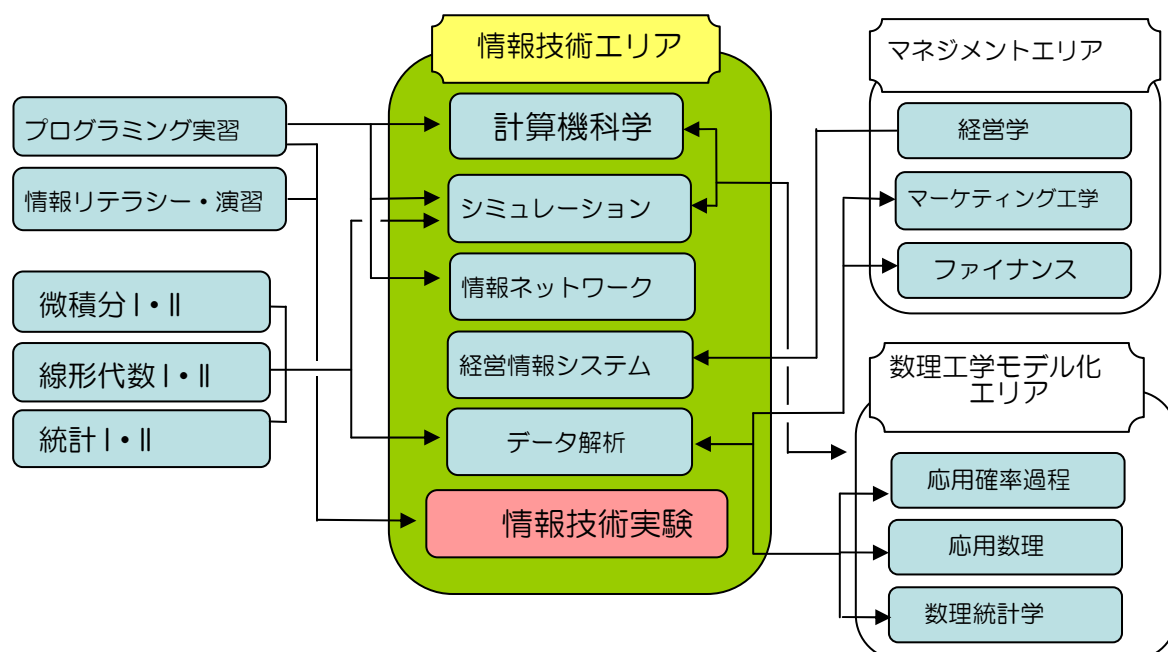 情報技術エリア
計算機科学
シミュレーション
情報ネットワーク
経営情報システム
データ解析
情報技術実験
プログラミング実習
情報リテラシー・演習
微積分Ⅰ・Ⅱ
線形代数Ⅰ・Ⅱ
統計Ⅰ・Ⅱ
マネジメントエリア
経営学
マーケティング工学
ファイナンス
数理工学モデル化
エリア
応用確率過程
応用数理
数理統計学